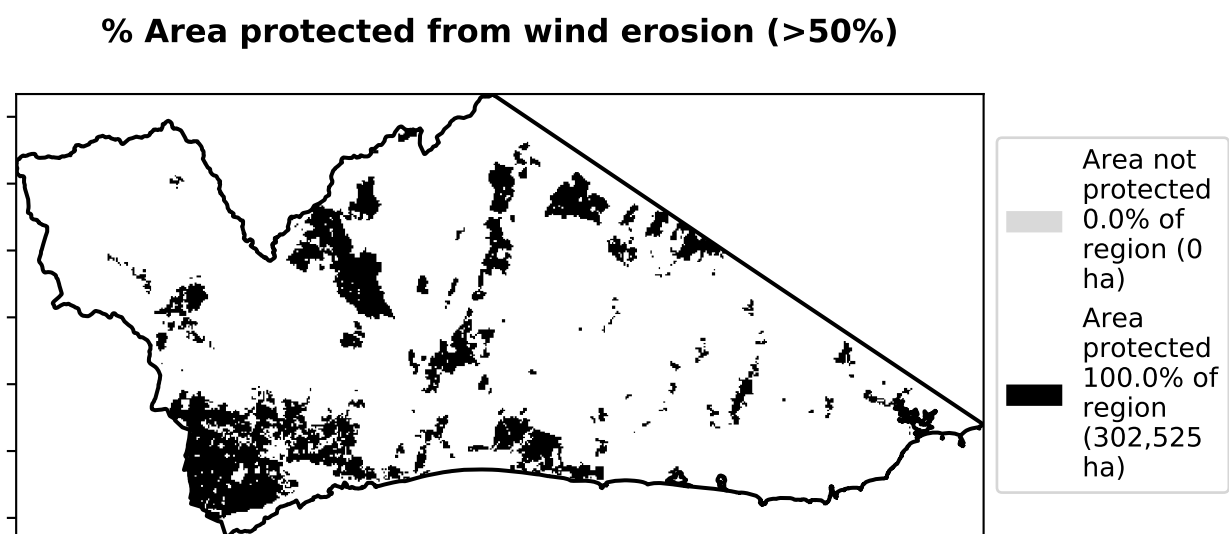 % Area protected from wind erosion (>50%)
Area not
protected
0.0% of
region (0
ha)
Area
protected
100.0% of
region
(302,525
ha)